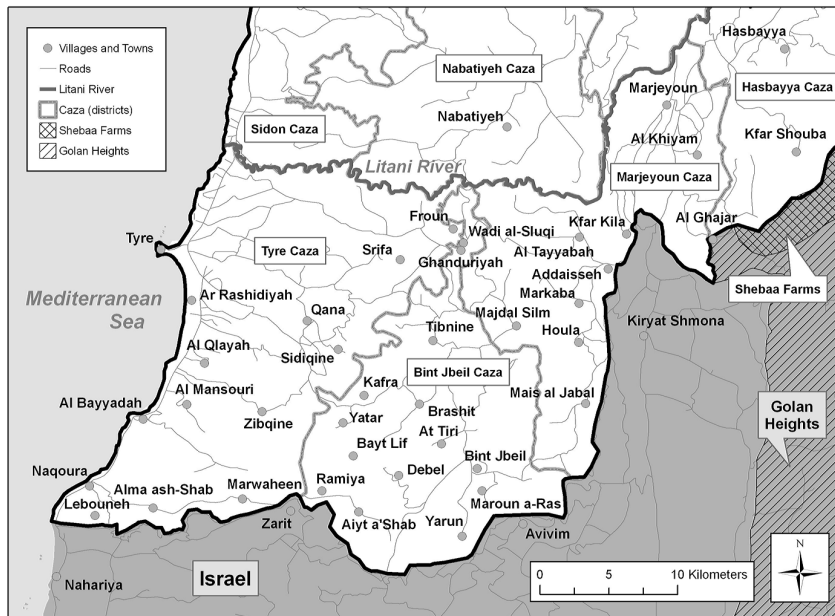 Villages and Towns
Roads
Litani River
Caza (districts)
Shebaa Farms
Golan Heights
Hasbayya
Nabatiyeh Caza
Marjeyoun
Hasbayya Caza
Nabatiyeh
Sidon Caza
Al Khiyam
Kfar Shouba
Litani River
Marjeyoun Caza
Froun
Al Ghajar
Wadi al-Sluqi
Kfar Kila
Tyre
Tyre Caza
Srifa
Ghanduriyah
Al Tayyabah
Addaisseh
Shebaa Farms
Mediterranean
Sea
Ar Rashidiyah
Qana
Markaba
Majdal Silm
Tibnine
Houla
Kiryat Shmona
Al Qlayah
Sidiqine
Bint Jbeil Caza
Kafra
Al Mansouri
Mais al Jabal
Al Bayyadah
Brashit
Golan
Heights
Zibqine
Yatar
At Tiri
Bayt Lif
Bint Jbeil
Naqoura
Debel
Alma ash-Shab
Marwaheen
Ramiya
Lebouneh
Maroun a-Ras
Zarit
Aiyt a'Shab
Yarun
Avivim
N
Nahariya
Israel
0 5 10 Kilometers